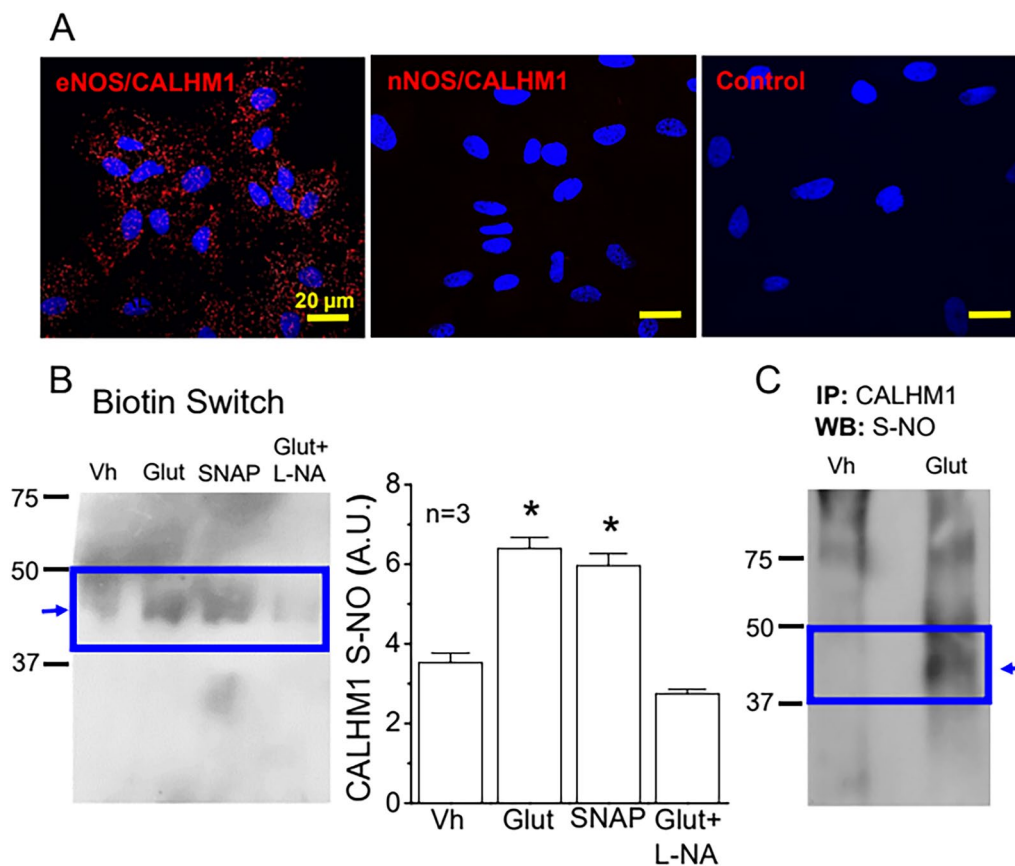 A
eNOS/CALHM1
nNOS/CALHM1
Control
20 µm
B
Biotin Switch
Vh
Glut
SNAP
Glut+
L-NA
75
50
37
CALHM1 S-NO (A.U.)
8
6
4
2
0
n=3
*
*
Vh
Glut
SNAP
Glut+
L-NA
C
IP: CALHM1
WB: S-NO
Vh
Glut
75
50
37